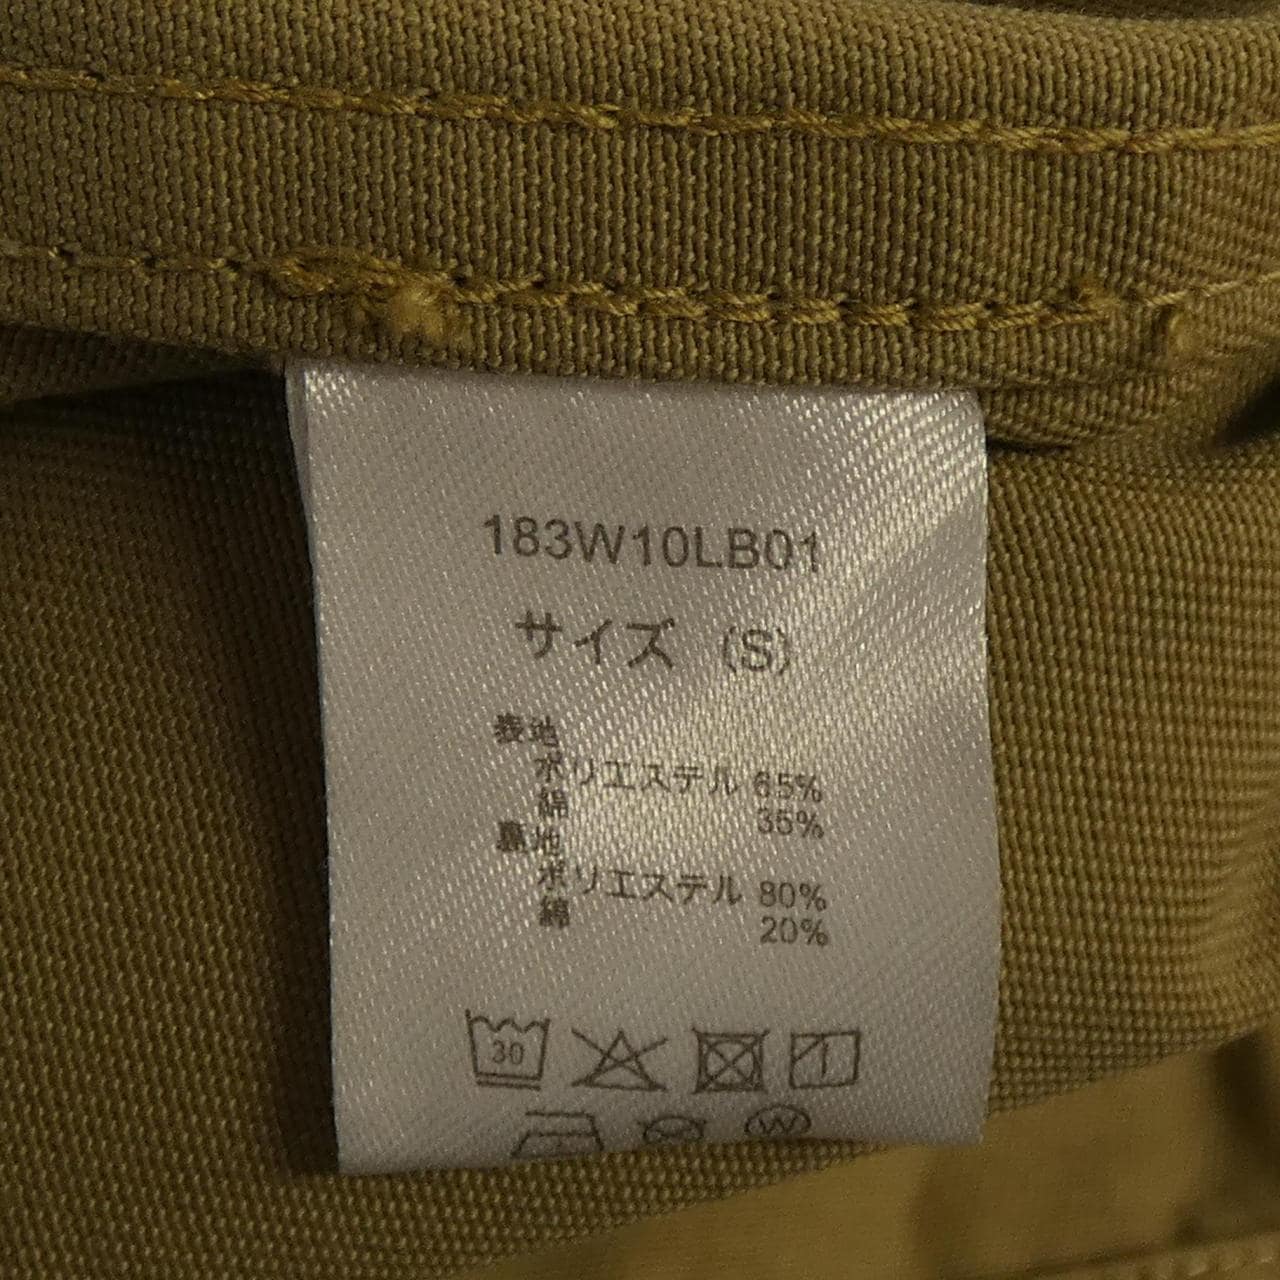 183W10LB01
サイズ (S)
表地
ポリエステル 65%
綿 35%
裏地
ポリエステル 80%
綿 20%
30
W